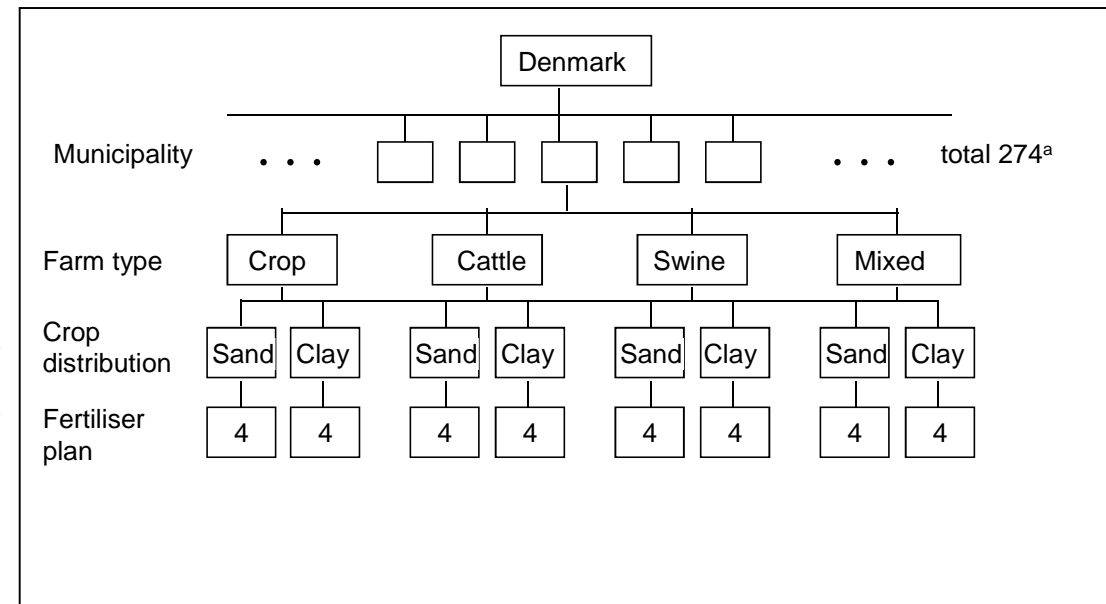 Denmark
Municipality . . . . . . total 274ᵃ
Farm type Crop Cattle Swine Mixed
Crop
distribution Sand Clay Sand Clay Sand Clay Sand Clay
Fertiliser
plan 4 4 4 4 4 4 4 4